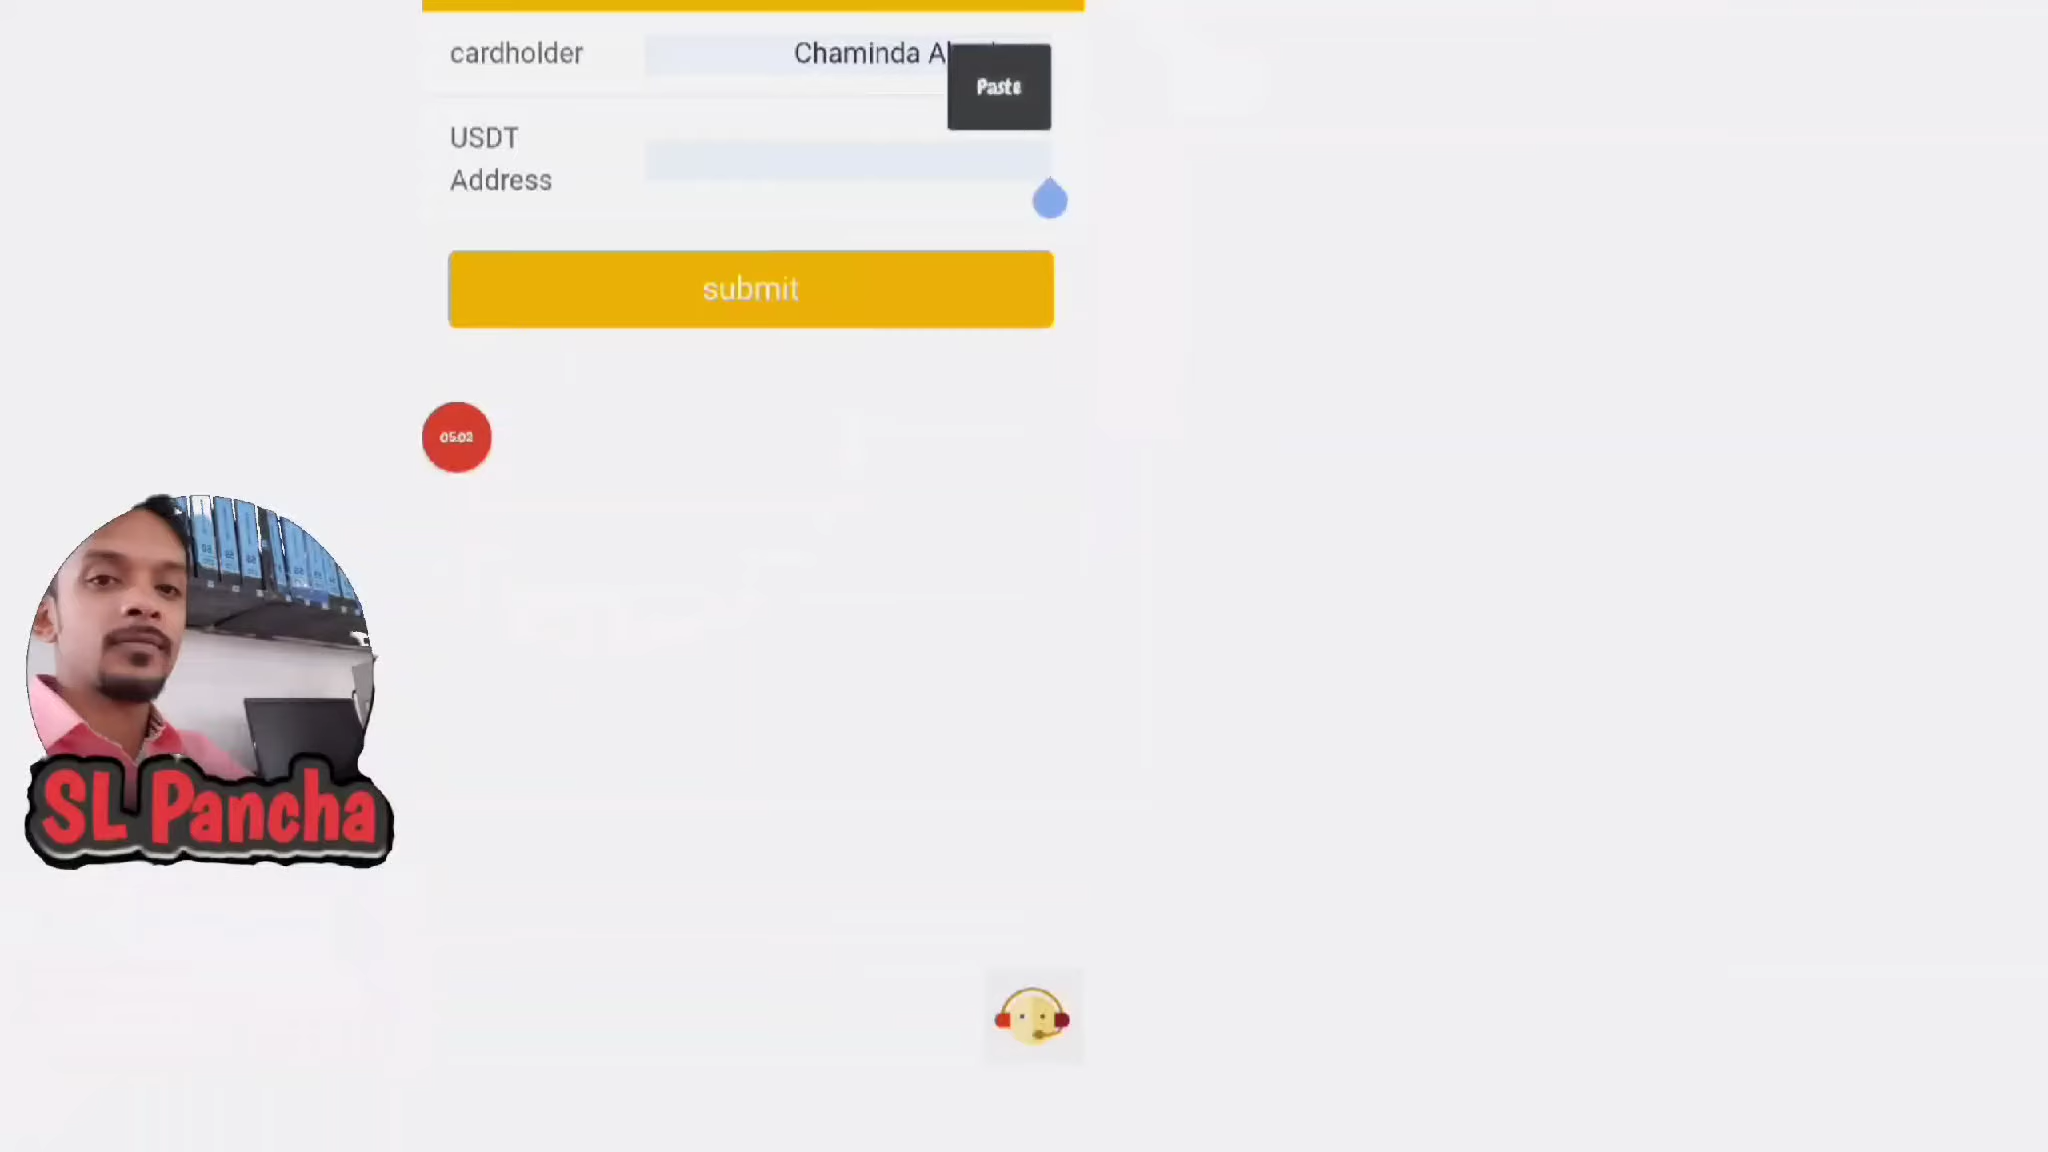 cardholder
Chaminda
Paste
USDT
Address
submit
05:02
SL Pancha